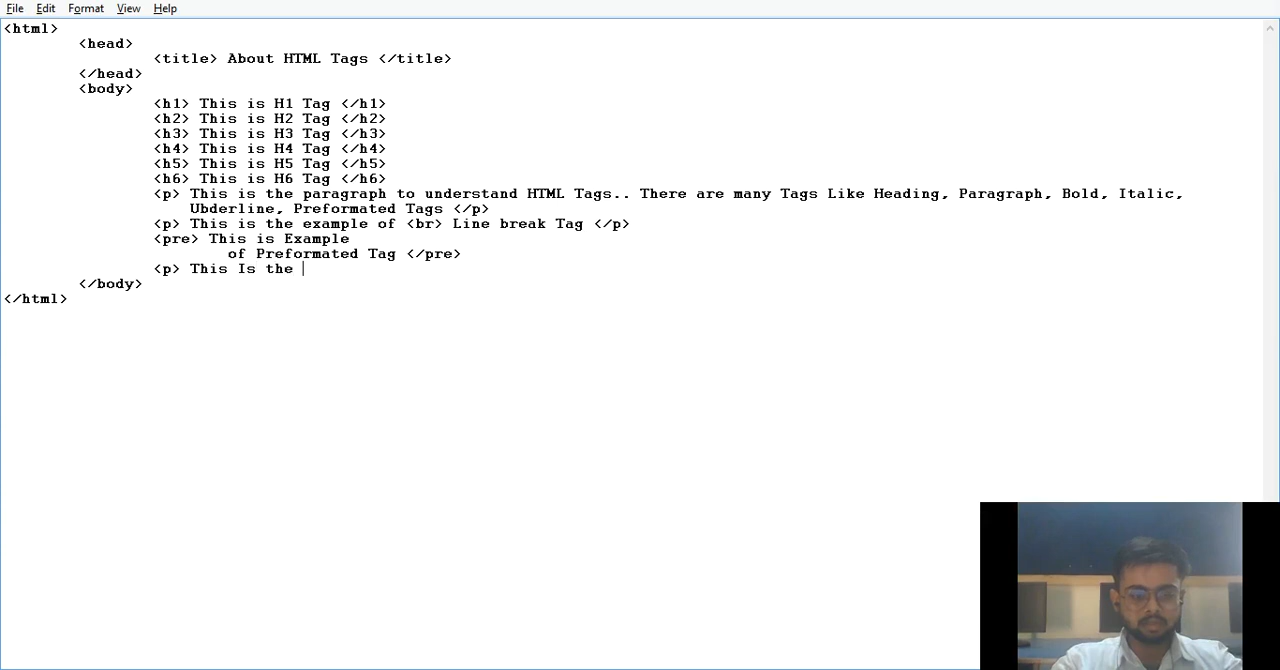 File Edit Format View Help
<html>
<head>
<title> About HTML Tags </title>
</head>
<body>
<h1> This is H1 Tag </h1>
<h2> This is H2 Tag </h2>
<h3> This is H3 Tag </h3>
<h4> This is H4 Tag </h4>
<h5> This is H5 Tag </h5>
<h6> This is H6 Tag </h6>
<p> This is the paragraph to understand HTML Tags.. There are many Tags Like Heading, Paragraph, Bold, Italic,
Ubderline, Preformated Tags </p>
<p> This is the example of <br> Line break Tag </p>
<pre> This is Example
of Preformated Tag </pre>
<p> This Is the
</body>
</html>